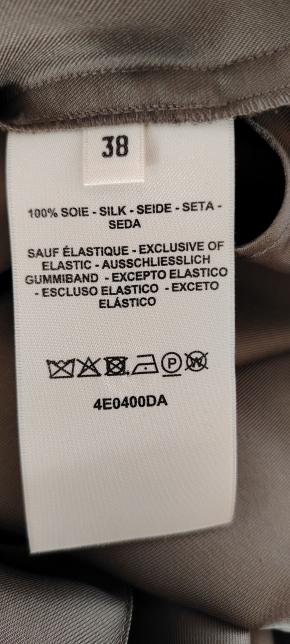 38
100% SOIE - SILK - SEIDE - SETA -
SEDA
SAUF ÉLASTIQUE - EXCLUSIVE OF
ELASTIC - AUSSCHLIESSLICH
GUMMIBAND - EXCEPTO ELASTICO
- ESCLUSO ELASTICO - EXCETO
ELÁSTICO
P W
4E0400DA